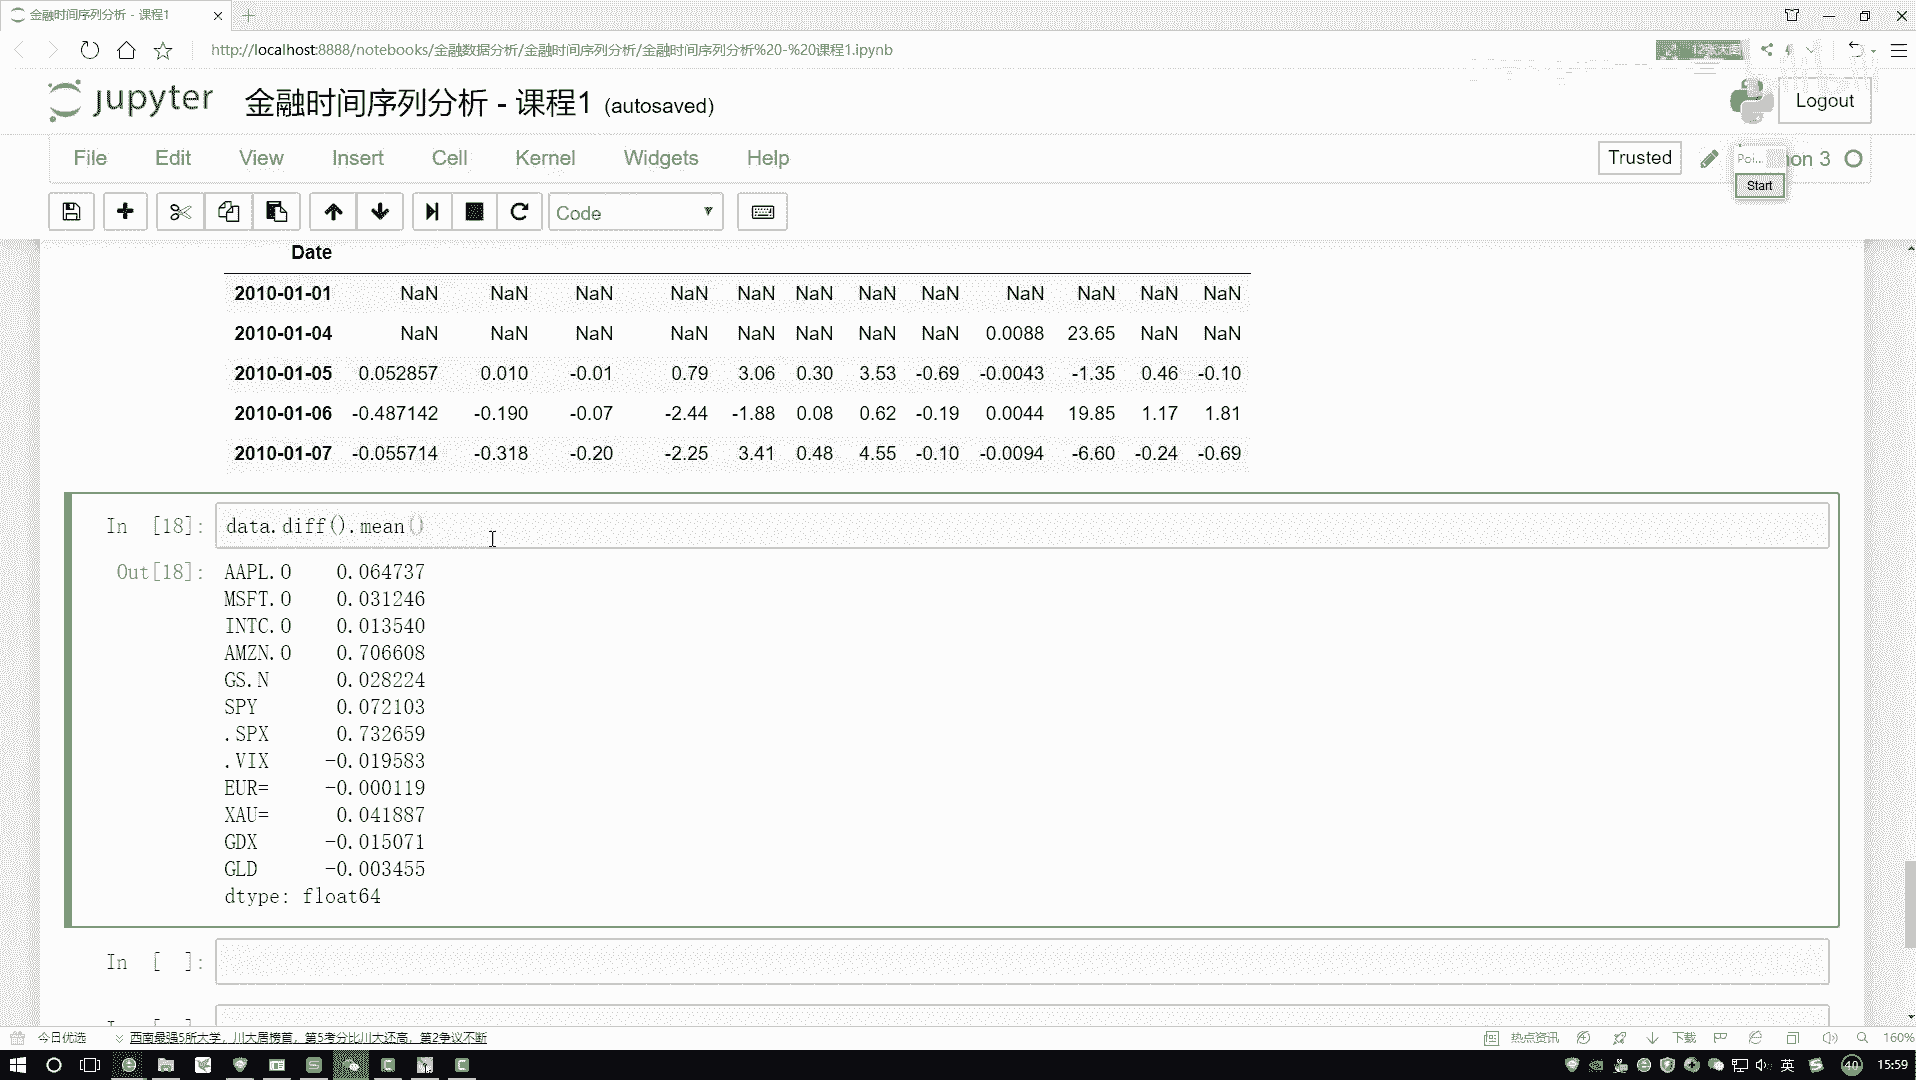 金融时间序列分析 - 课程1
http://localhost:8888/notebooks/金融数据分析/金融时间序列分析/金融时间序列分析%20-%20课程1.ipynb
jupyter 金融时间序列分析 - 课程1 (autosaved)
Logout
File Edit View Insert Cell Kernel Widgets Help
Trusted
Start
Code
Date
2010-01-01 NaN NaN NaN NaN NaN NaN NaN NaN NaN NaN NaN NaN
2010-01-04 NaN NaN NaN NaN NaN NaN NaN NaN 0.0088 23.65 NaN NaN
2010-01-05 0.052857 0.010 -0.01 0.79 3.06 0.30 3.53 -0.69 -0.0043 -1.35 0.46 -0.10
2010-01-06 -0.487142 -0.190 -0.07 -2.44 -1.88 0.08 0.62 -0.19 0.0044 19.85 1.17 1.81
2010-01-07 -0.055714 -0.318 -0.20 -2.25 3.41 0.48 4.55 -0.10 -0.0094 -6.60 -0.24 -0.69
In [18]: data.diff().mean()
Out[18]: AAPL.O 0.064737
MSFT.O 0.031246
INTC.O 0.013540
AMZN.O 0.706608
GS.N 0.028224
SPY 0.072103
.SPX 0.732659
.VIX -0.019583
EUR= -0.000119
XAU= 0.041887
GDX -0.015071
GLD -0.003455
dtype: float64
In [ ]:
今日优选 西南最强5所大学，川大居榜首，第5考分比川大还高，第2争议不断 热点资讯 下载 160%
英 40 15:59